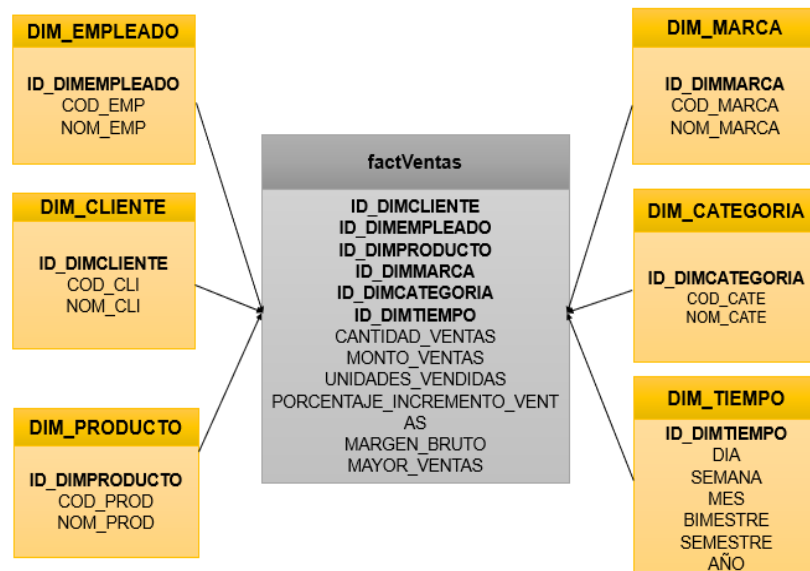 DIM_EMPLEADO
ID_DIMEMPLEADO
COD_EMP
NOM_EMP
DIM_CLIENTE
ID_DIMCLIENTE
COD_CLI
NOM_CLI
DIM_PRODUCTO
ID_DIMPRODUCTO
COD_PROD
NOM_PROD
factVentas
ID_DIMCLIENTE
ID_DIMEMPLEADO
ID_DIMPRODUCTO
ID_DIMMARCA
ID_DIMCATEGORIA
ID_DIMTIEMPO
CANTIDAD_VENTAS
MONTO_VENTAS
UNIDADES_VENDIDAS
PORCENTAJE_INCREMENTO_VENT
AS
MARGEN_BRUTO
MAYOR_VENTAS
DIM_MARCA
ID_DIMMARCA
COD_MARCA
NOM_MARCA
DIM_CATEGORIA
ID_DIMCATEGORIA
COD_CATE
NOM_CATE
DIM_TIEMPO
ID_DIMTIEMPO
DIA
SEMANA
MES
BIMESTRE
SEMESTRE
AÑO